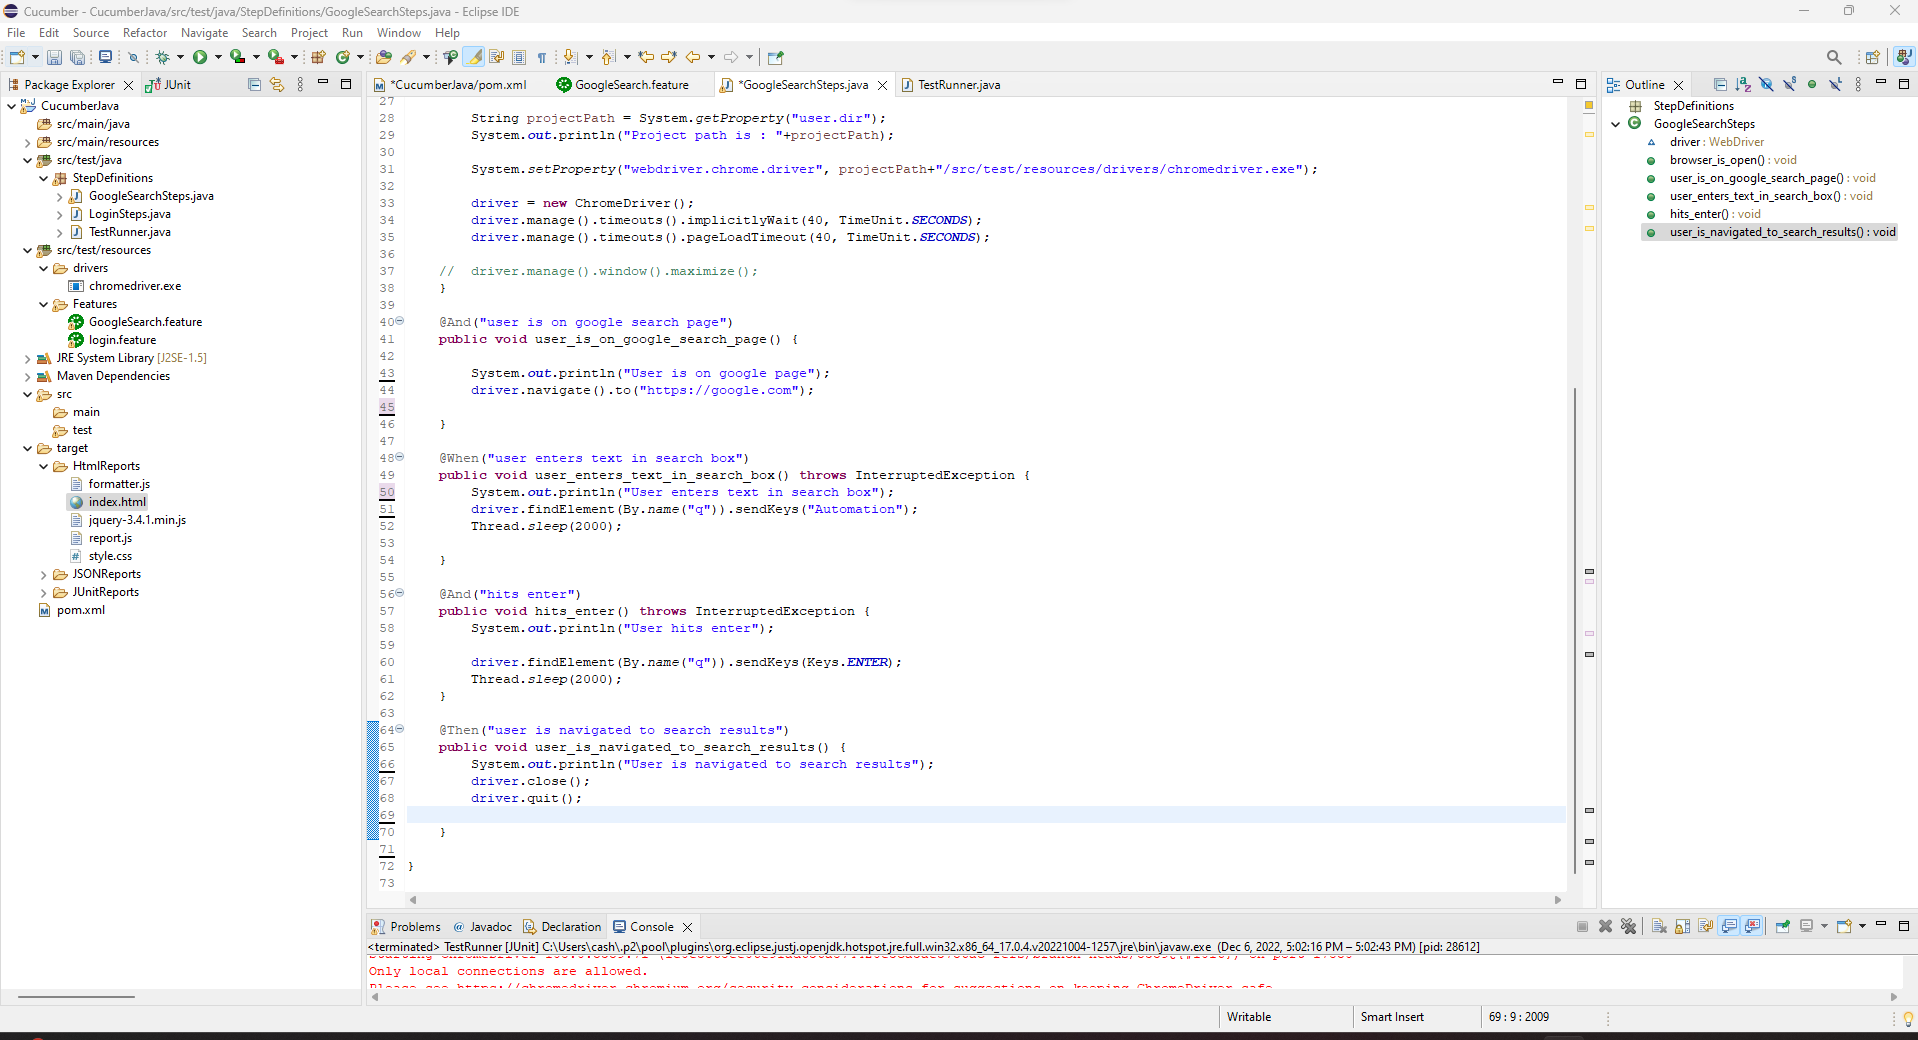 Cucumber - CucumberJava/src/test/java/StepDefinitions/GoogleSearchSteps.java - Eclipse IDE
File Edit Source Refactor Navigate Search Project Run Window Help
Package Explorer JUnit
CucumberJava
src/main/java
src/main/resources
src/test/java
StepDefinitions
GoogleSearchSteps.java
LoginSteps.java
TestRunner.java
src/test/resources
drivers
chromedriver.exe
Features
GoogleSearch.feature
login.feature
JRE System Library [J2SE-1.5]
Maven Dependencies
src
main
test
target
HtmlReports
formatter.js
index.html
jquery-3.4.1.min.js
report.js
style.css
JSONReports
JUnitReports
pom.xml
*CucumberJava/pom.xml GoogleSearch.feature *GoogleSearchSteps.java TestRunner.java
27
28 String projectPath = System.getProperty("user.dir");
29 System.out.println("Project path is : "+projectPath);
30
31 System.setProperty("webdriver.chrome.driver", projectPath+"/src/test/resources/drivers/chromedriver.exe");
32
33 driver = new ChromeDriver();
34 driver.manage().timeouts().implicitlyWait(40, TimeUnit.SECONDS);
35 driver.manage().timeouts().pageLoadTimeout(40, TimeUnit.SECONDS);
36
37 // driver.manage().window().maximize();
38 }
39
40 @And("user is on google search page")
41 public void user_is_on_google_search_page() {
42
43 System.out.println("User is on google page");
44 driver.navigate().to("https://google.com");
45
46 }
47
48 @When("user enters text in search box")
49 public void user_enters_text_in_search_box() throws InterruptedException {
50 System.out.println("User enters text in search box");
51 driver.findElement(By.name("q")).sendKeys("Automation");
52 Thread.sleep(2000);
53
54 }
55
56 @And("hits enter")
57 public void hits_enter() throws InterruptedException {
58 System.out.println("User hits enter");
59
60 driver.findElement(By.name("q")).sendKeys(Keys.ENTER);
61 Thread.sleep(2000);
62 }
63
64 @Then("user is navigated to search results")
65 public void user_is_navigated_to_search_results() {
66 System.out.println("User is navigated to search results");
67 driver.close();
68 driver.quit();
69
70 }
71
72 }
73
Outline
StepDefinitions
GoogleSearchSteps
driver : WebDriver
browser_is_open() : void
user_is_on_google_search_page() : void
user_enters_text_in_search_box() : void
hits_enter() : void
user_is_navigated_to_search_results() : void
Problems Javadoc Declaration Console
<terminated> TestRunner [JUnit] C:\Users\cash\.p2\pool\plugins\org.eclipse.justj.openjdk.hotspot.jre.full.win32.x86_64_17.0.4.v20221004-1257\jre\bin\javaw.exe (Dec 6, 2022, 5:02:16 PM – 5:02:43 PM) [pid: 28612]
Only local connections are allowed.
Please see https://chromedriver.chromium.org/security-considerations for suggestions on keeping ChromeDriver safe
Writable Smart Insert 69 : 9 : 2009